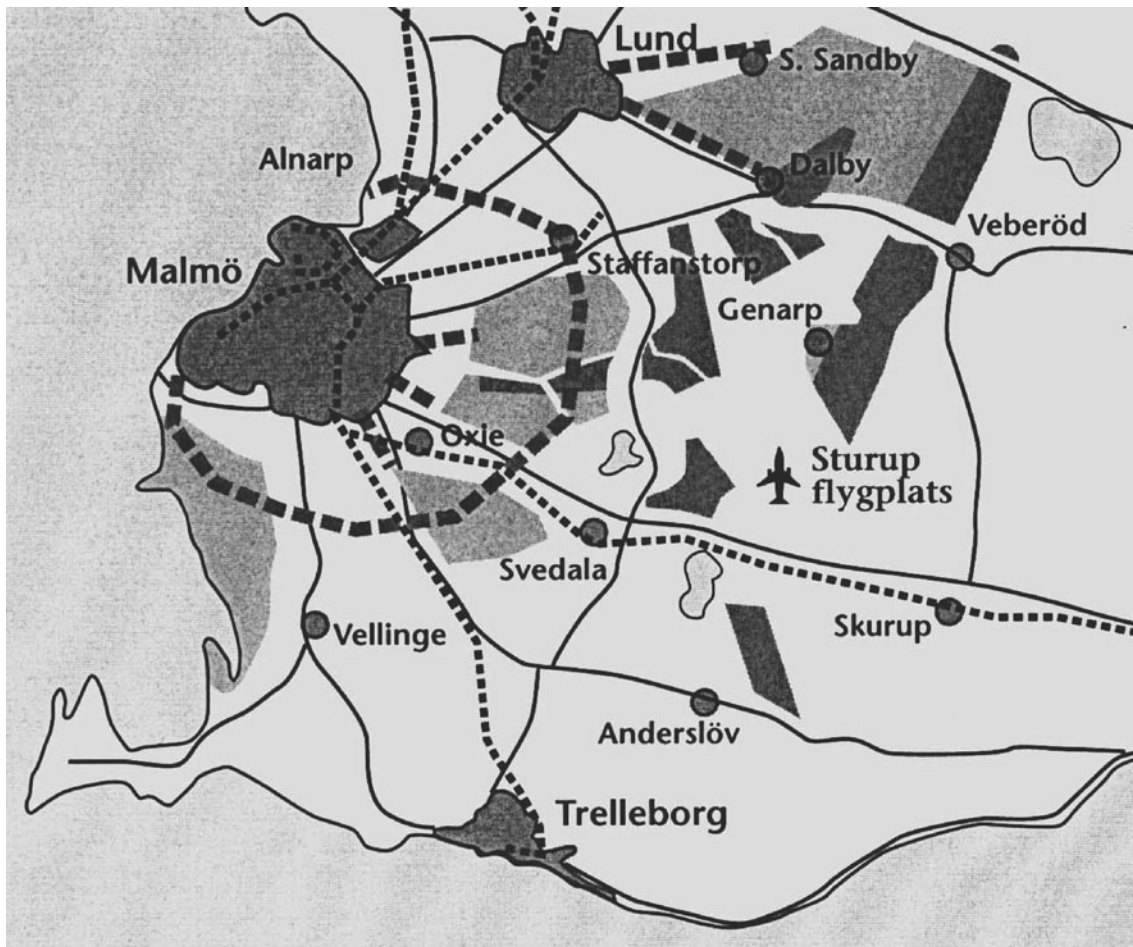 Lund
S. Sandby
Alnarp
Dalby
Veberöd
Malmö
Staffanstorp
Genarp
Oxie
Sturup
flygplats
Svedala
Vellinge
Skurup
Anderslöv
Trelleborg